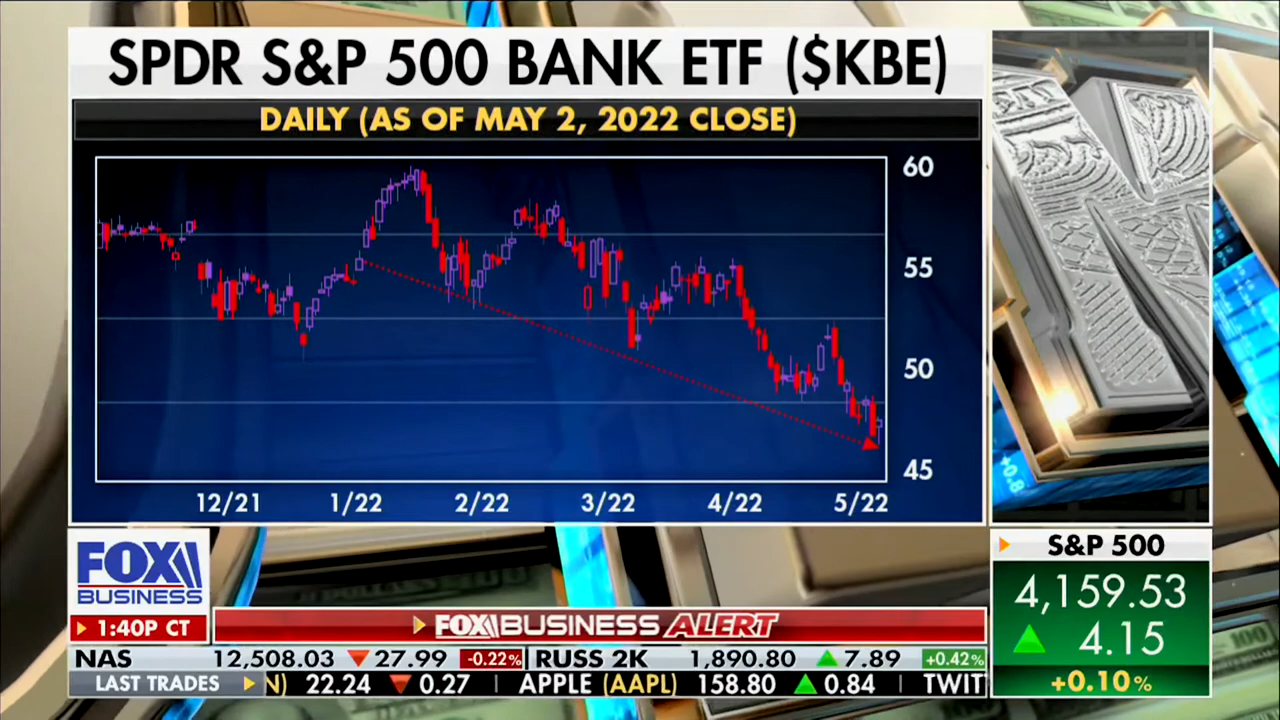 SPDR S&P 500 BANK ETF ($KBE)
DAILY (AS OF MAY 2, 2022 CLOSE)
60
55
50
45
12/21 1/22 2/22 3/22 4/22 5/22
+0.8
FOX BUSINESS
1:40P CT
FOX BUSINESS ALERT
S&P 500
4,159.53
4.15
+0.10%
NAS 12,508.03 27.99 -0.22% RUSS 2K 1,890.80 7.89 +0.42%
LAST TRADES N) 22.24 0.27 | APPLE (AAPL) 158.80 0.84 | TWIT
100